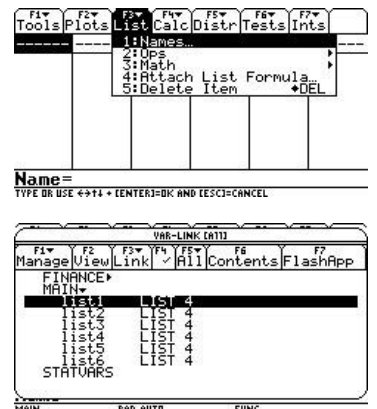 F1▾ F2▾ F3▾ F4▾ F5▾ F6▾ F7▾
Tools Plots List Calc Distr Tests Ints
1:Names...
2:Ops ▸
3:Math ▸
4:Attach List Formula...
5:Delete Item ◆DEL
Name=
TYPE OR USE ←→↑↓ + [ENTER]=OK AND [ESC]=CANCEL
VAR-LINK [All]
F1▾ F2 F3▾ F4 F5▾ F6 F7
Manage View Link ✓ All Contents FlashApp
FINANCE▸
MAIN▾
list1 LIST 4
list2 LIST 4
list3 LIST 4
list4 LIST 4
list5 LIST 4
list6 LIST 4
STATVARS
MAIN RAD AUTO FUNC